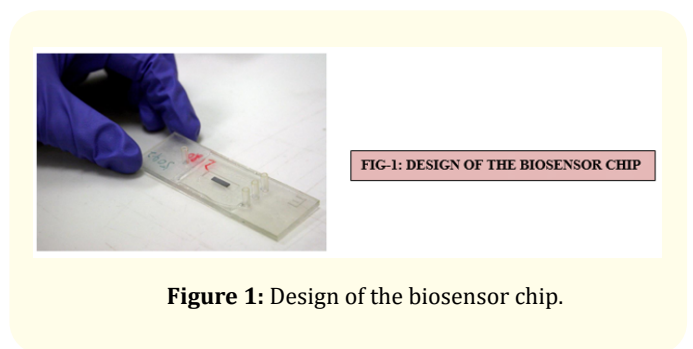 FIG-1: DESIGN OF THE BIOSENSOR CHIP
Figure 1: Design of the biosensor chip.